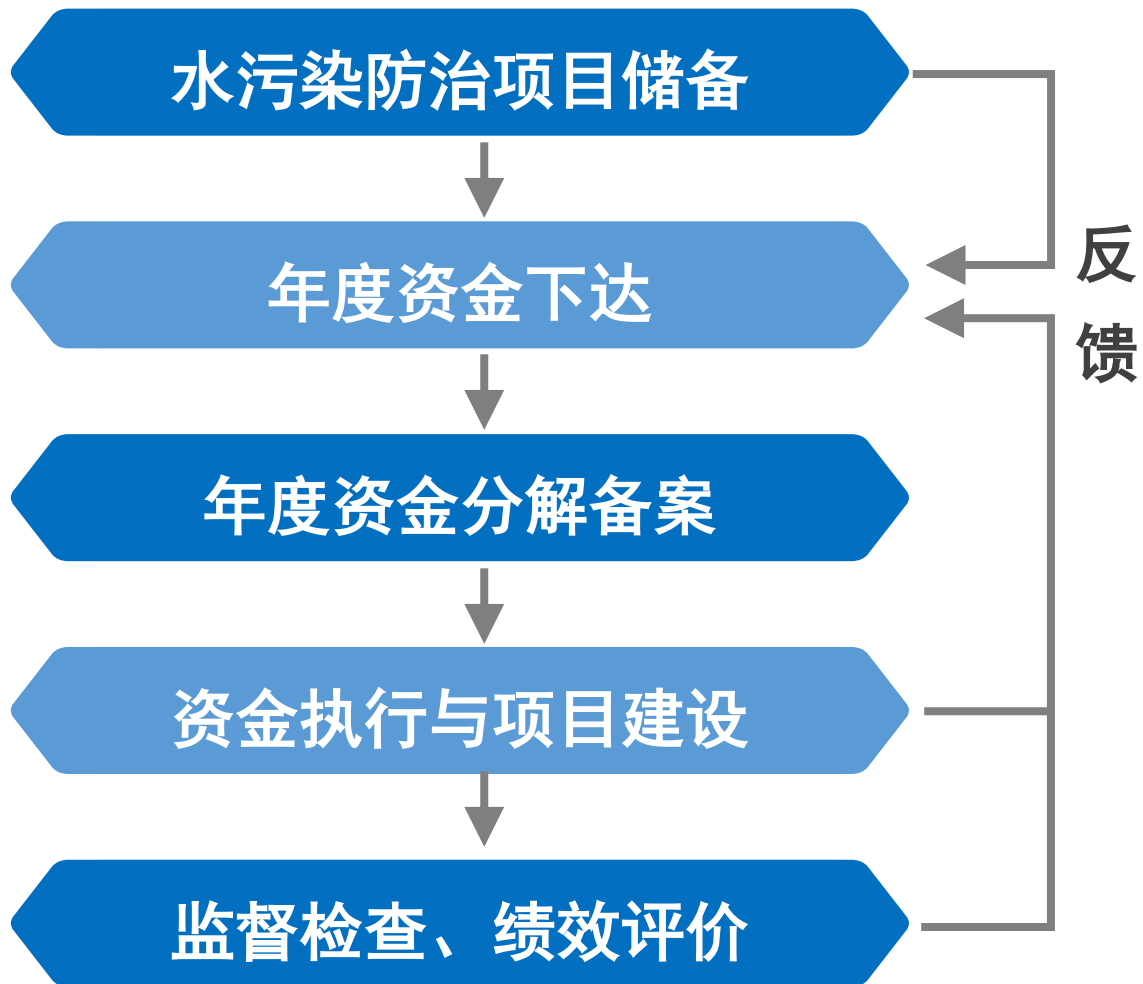 水污染防治项目储备
年度资金下达
反
馈
年度资金分解备案
资金执行与项目建设
监督检查、绩效评价